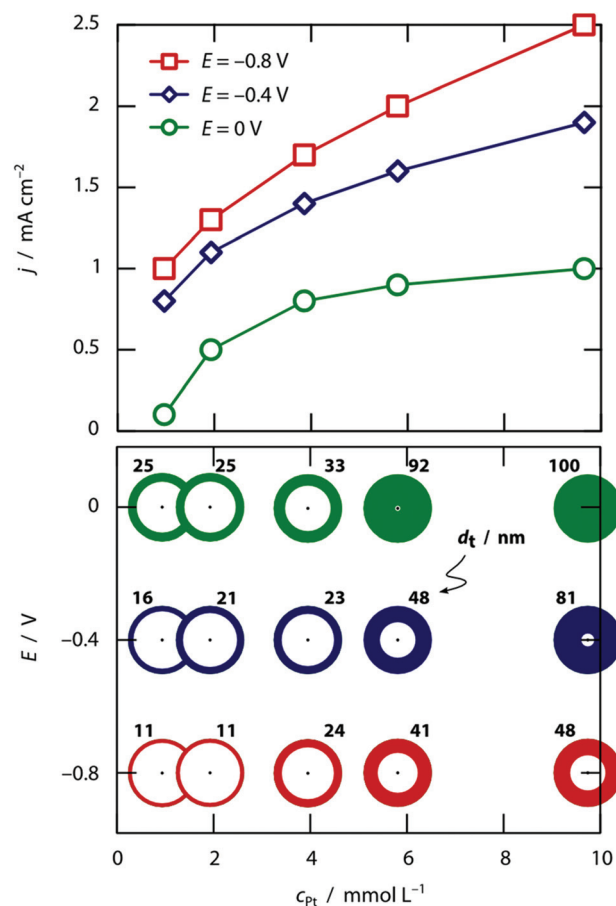 2.5
E = –0.8 V
E = –0.4 V
E = 0 V
2
1.5
1
0.5
0
j / mA cm⁻²
25 25 33 92 100
0
dt / nm
16 21 23 48 81
–0.4
E / V
11 11 24 41 48
–0.8
0 2 4 6 8 10
cPt / mmol L⁻¹